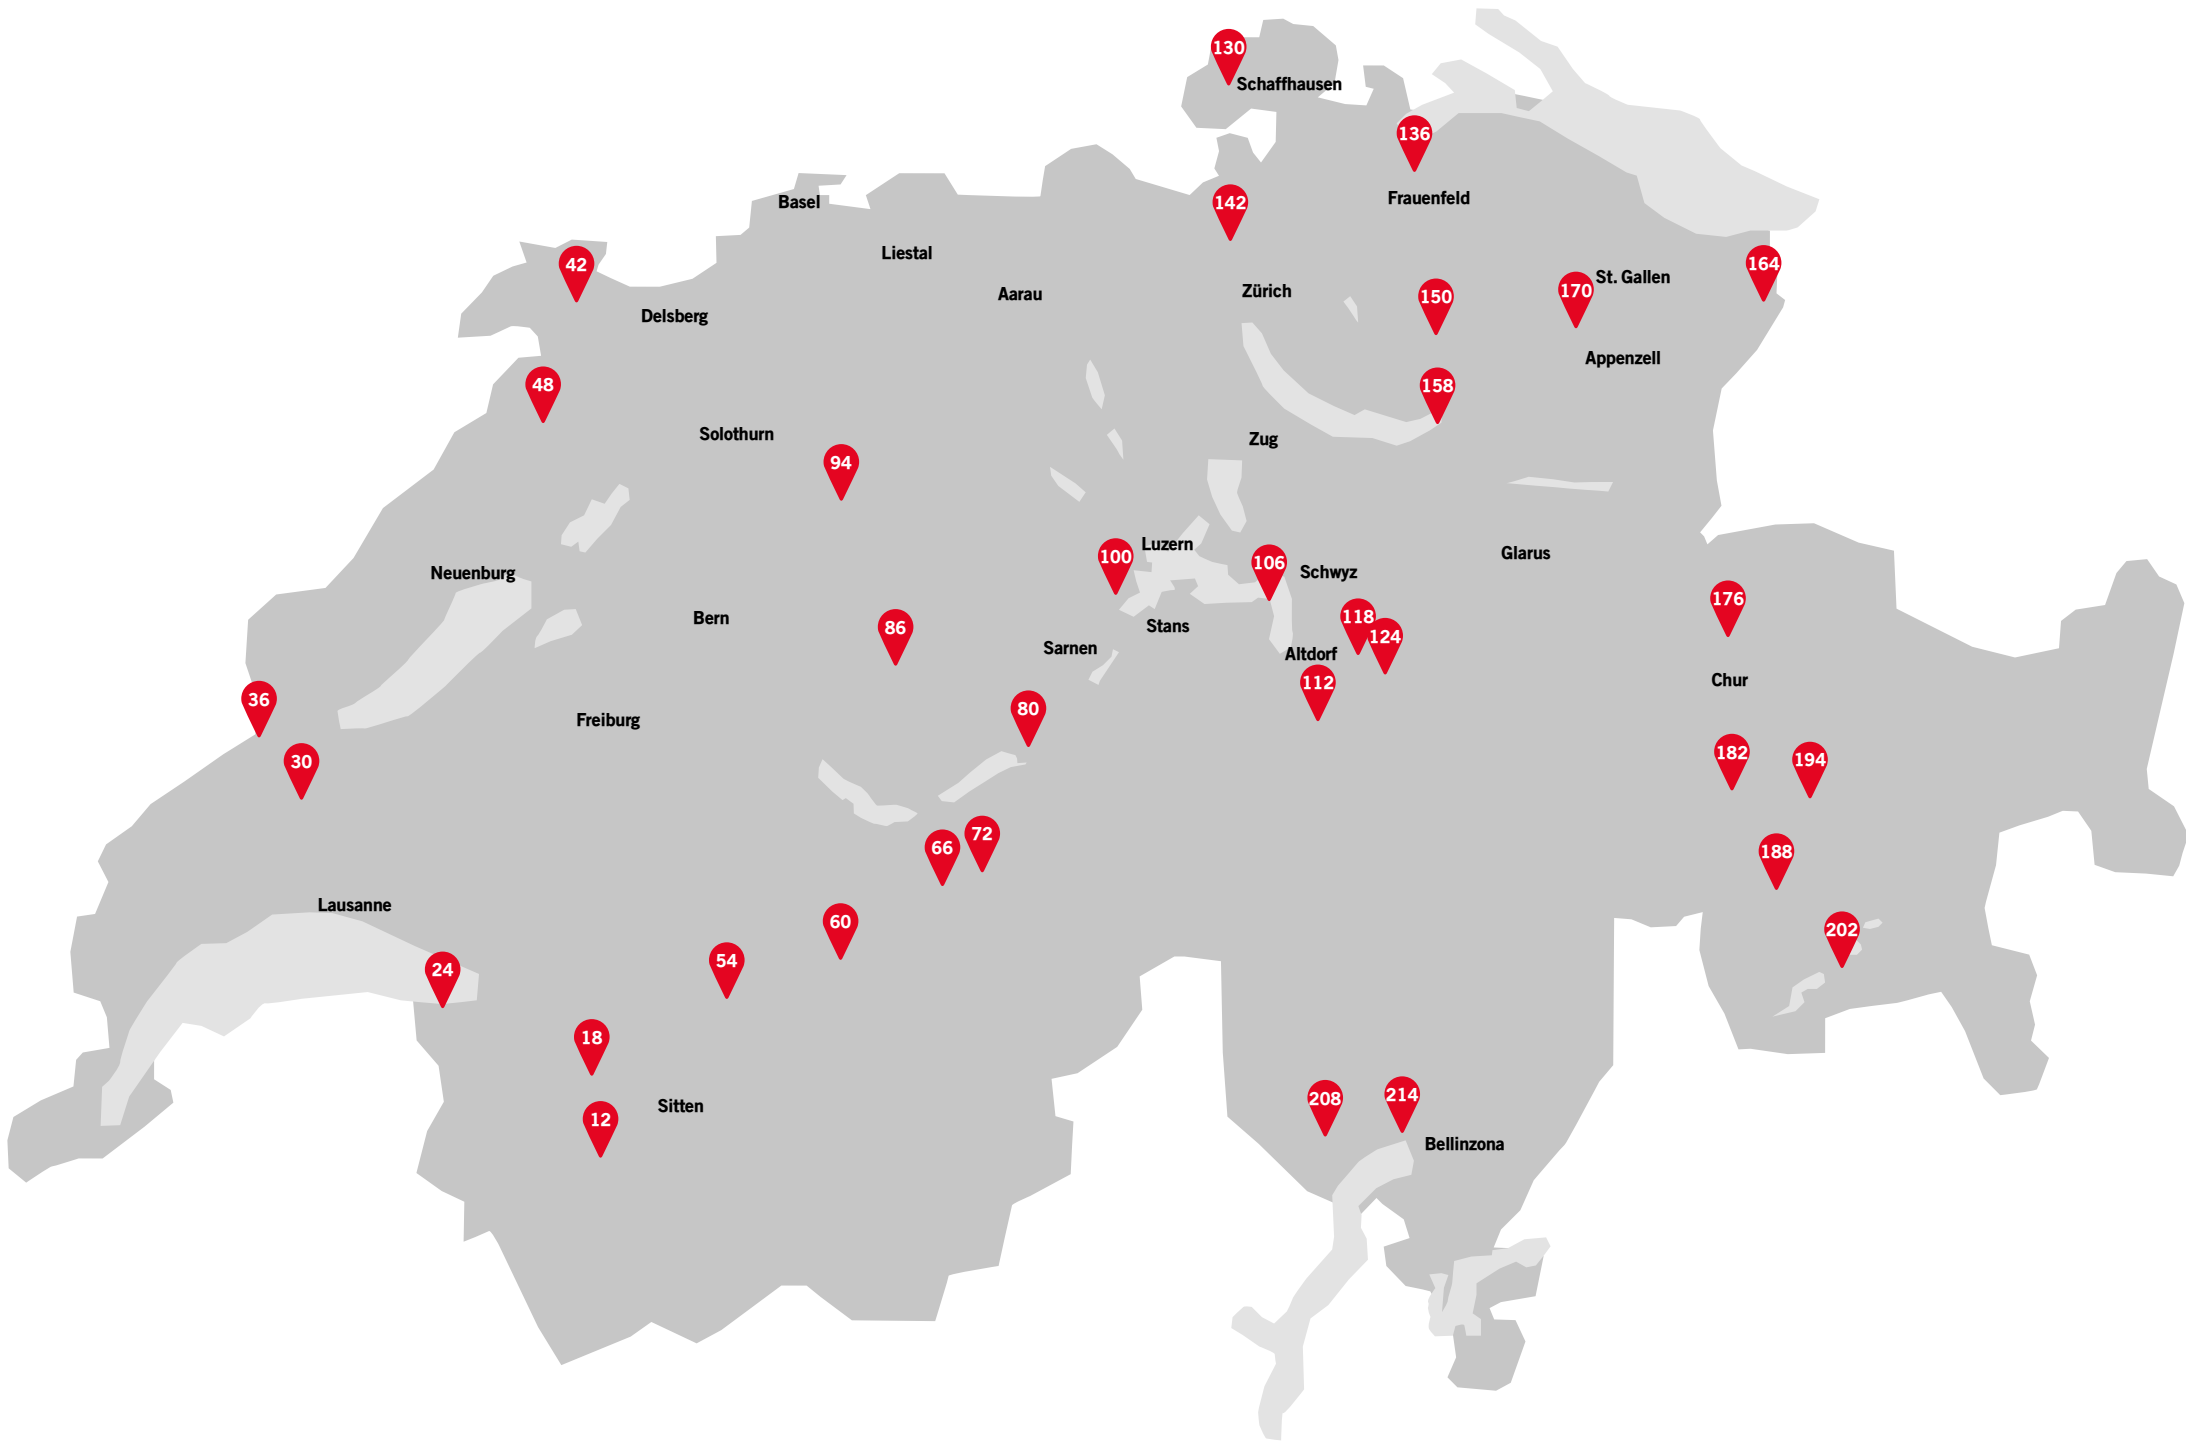 130
Schaffhausen
136
Basel
142
Frauenfeld
Liestal
42
164
St. Gallen
Aarau
Zürich
150
170
Delsberg
Appenzell
48
158
Solothurn
Zug
94
Luzern
100
106
Schwyz
Glarus
Neuenburg
176
Bern
86
Stans
118
124
Sarnen
Altdorf
112
Chur
36
Freiburg
80
30
182
194
66
72
188
Lausanne
60
202
24
54
18
208
214
Sitten
12
Bellinzona